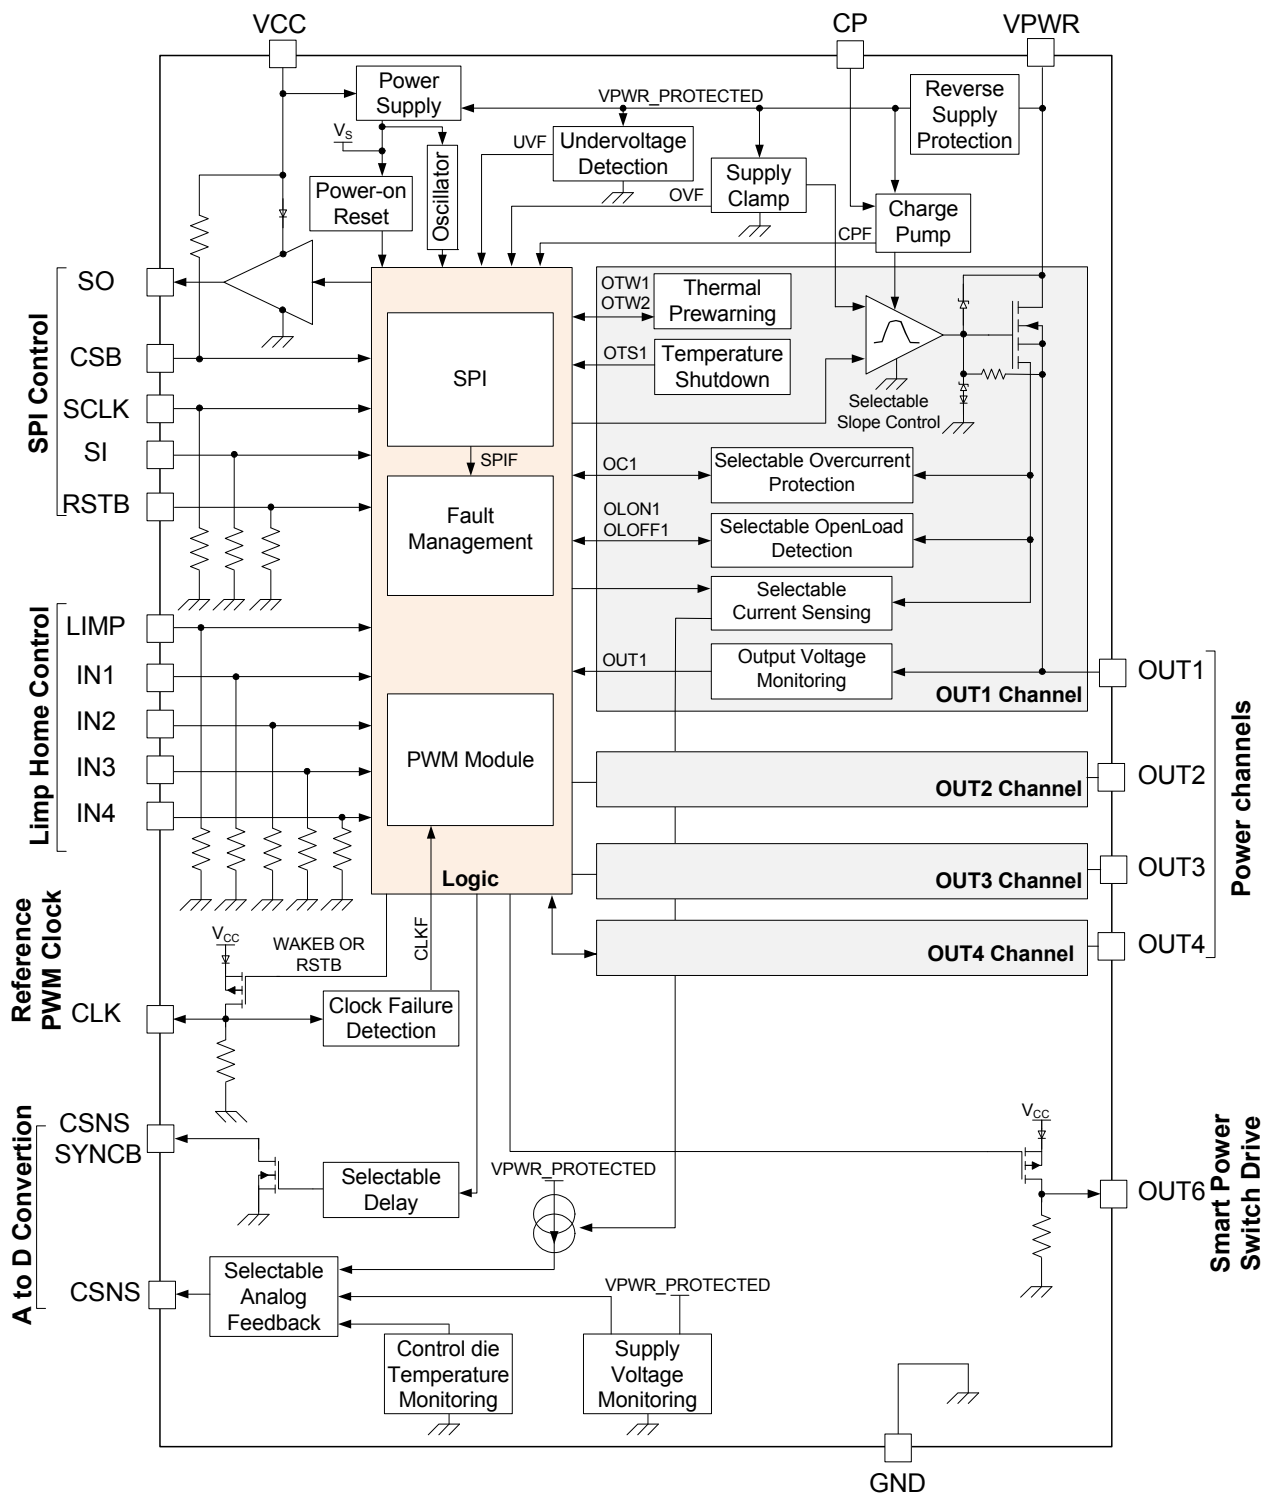 VCC
CP
VPWR
Power
Supply
VPWR_PROTECTED
Reverse
Supply
Protection
VS
UVF
Undervoltage
Detection
Oscillator
Power-on
Reset
Supply
Clamp
OVF
Charge
Pump
CPF
SPI Control
SO
CSB
SCLK
SI
RSTB
SPI
SPIF
Fault
Management
PWM Module
Logic
OTW1
OTW2
Thermal
Prewarning
OTS1
Temperature
Shutdown
Selectable
Slope Control
OC1
Selectable Overcurrent
Protection
OLON1
OLOFF1
Selectable OpenLoad
Detection
Selectable
Current Sensing
OUT1
Output Voltage
Monitoring
OUT1 Channel
OUT2 Channel
OUT3 Channel
OUT4 Channel
OUT1
OUT2
OUT3
OUT4
Power channels
Limp Home Control
LIMP
IN1
IN2
IN3
IN4
Reference
PWM Clock
CLK
VCC
WAKEB OR
RSTB
CLKF
Clock Failure
Detection
A to D Convertion
CSNS
SYNCB
Selectable
Delay
VPWR_PROTECTED
CSNS
Selectable
Analog
Feedback
VPWR_PROTECTED
Control die
Temperature
Monitoring
Supply
Voltage
Monitoring
VCC
OUT6
Smart Power
Switch Drive
GND